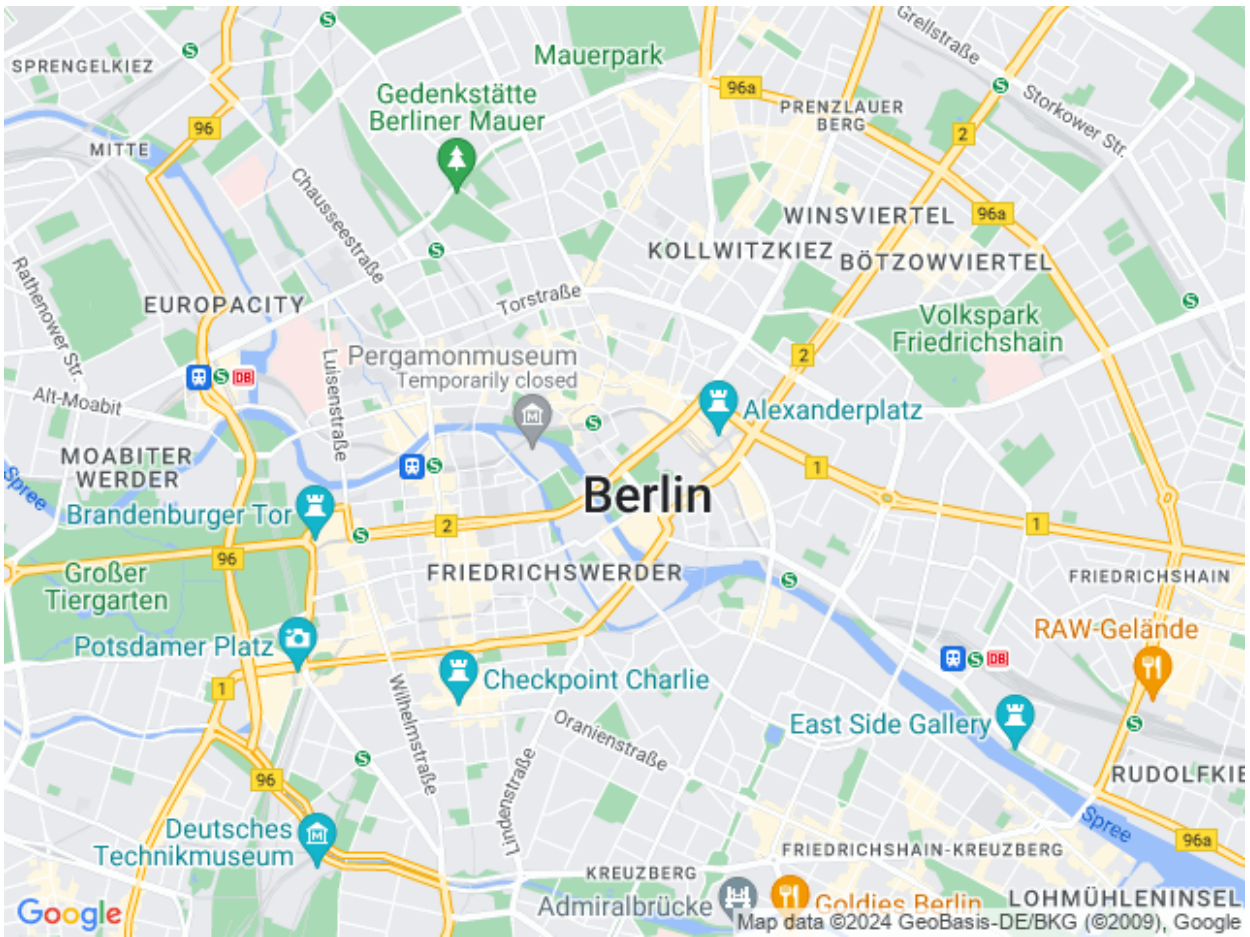 Grellstraße
SPRENGELKIEZ
Mauerpark
Gedenkstätte
Berliner Mauer
96a
PRENZLAUER
BERG
Storkower Str.
96
2
MITTE
Chausseestraße
WINSVIERTEL
96a
KOLLWITZKIEZ
BÖTZOWVIERTEL
Rathenower Str.
EUROPACITY
Torstraße
Volkspark
Friedrichshain
Pergamonmuseum
Temporarily closed
2
Luisenstraße
S
DB
Alt-Moabit
Alexanderplatz
MOABITER
WERDER
Spree
1
Berlin
Brandenburger Tor
2
1
96
Großer
Tiergarten
FRIEDRICHSWERDER
FRIEDRICHSHAIN
RAW-Gelände
Potsdamer Platz
S
DB
Checkpoint Charlie
1
Wilhelmstraße
Oranienstraße
East Side Gallery
96
RUDOLFKIE
Lindenstraße
Deutsches
Technikmuseum
Spree
96a
FRIEDRICHSHAIN-KREUZBERG
KREUZBERG
Admiralbrücke
Goldies Berlin
LOHMÜHLENINSEL
Google
Map data ©2024 GeoBasis-DE/BKG (©2009), Google